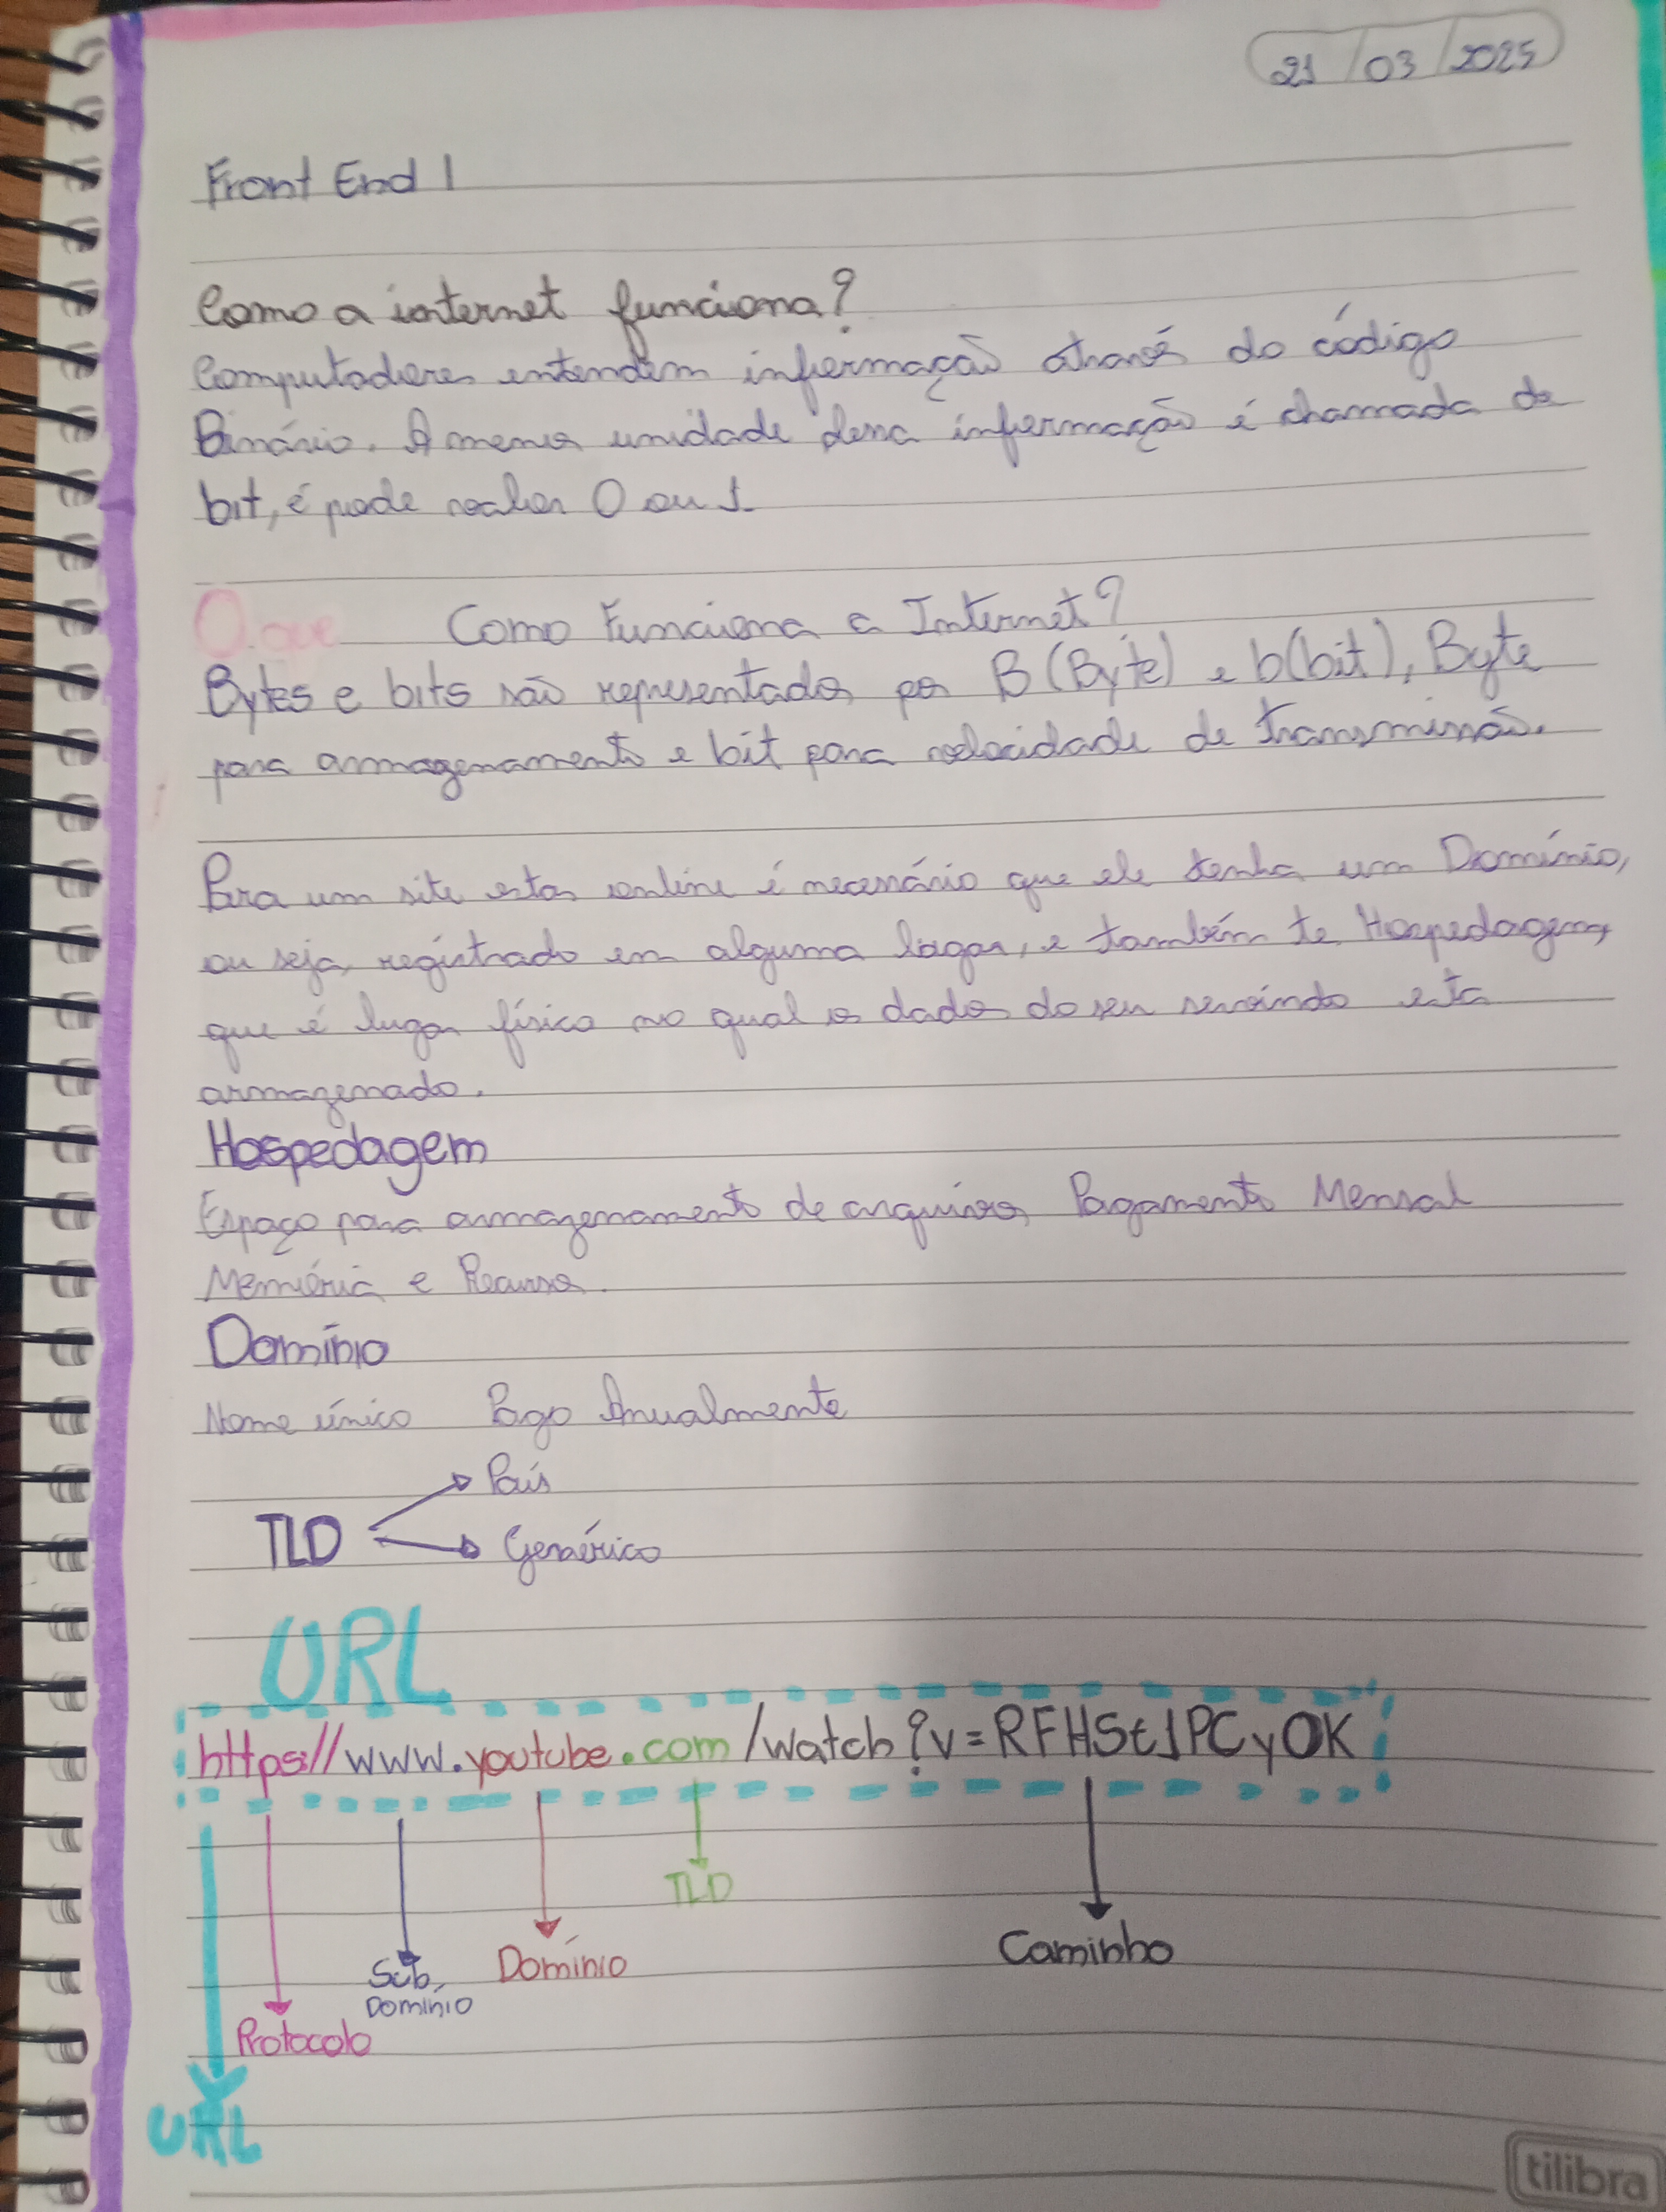 21/03/2025
Front End 1
Como a internet funciona?
Computadores entendem informação através do código
Binário. A menor unidade dessa informação é chamada de
bit, é pode valer 0 ou 1.
O que Como Funciona a Internet?
Bytes e bits são representados por B (Byte) e b(bit), Byte
para armazenamento e bit para velocidade de transmissão.
Para um site estar online é necessário que ele tenha um Domínio,
ou seja, registrado em alguma lugar, e também te Hospedagem,
que é lugar físico no qual os dados do seu servindo esta
armazenado.
Hospedagem
Espaço para armazenamento de arquivos Pagamento Mensal
Memória e Recursos.
Domínio
Nome único Pago Anualmente
País
TLD
Genérico
URL
https://www.youtube.com/watch?v=RFHSt1PCyOK
TLD
Caminho
Sub
Domínio
Domínio
Protocolo
URL
tilibra